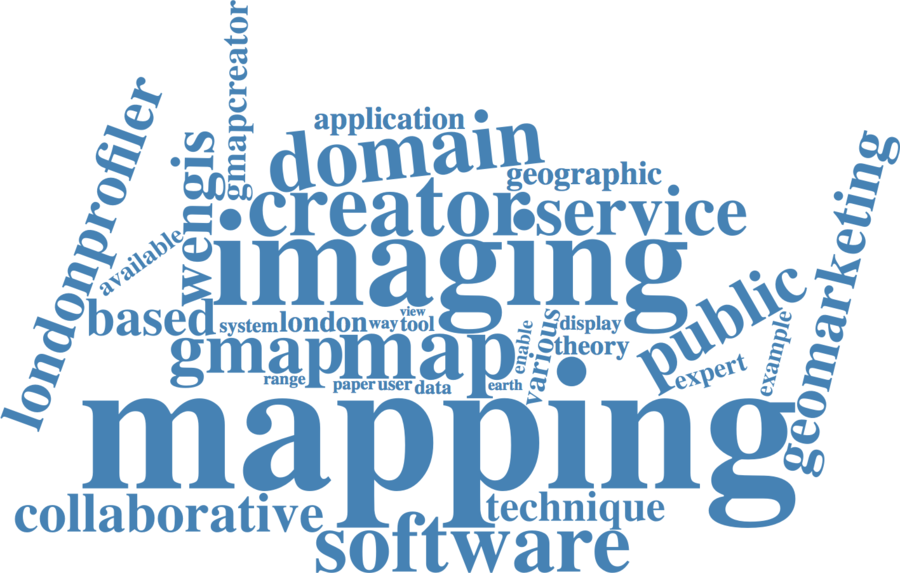 gmapcreator
londonprofiler
application
domain
wengis
geographic
creator
service
available
imaging
geomarketing
public
based
system
london
way
view
tool
display
various
enable
theory
gmap
map
example
expert
range
paper
user
data
earth
mapping
collaborative
technique
software